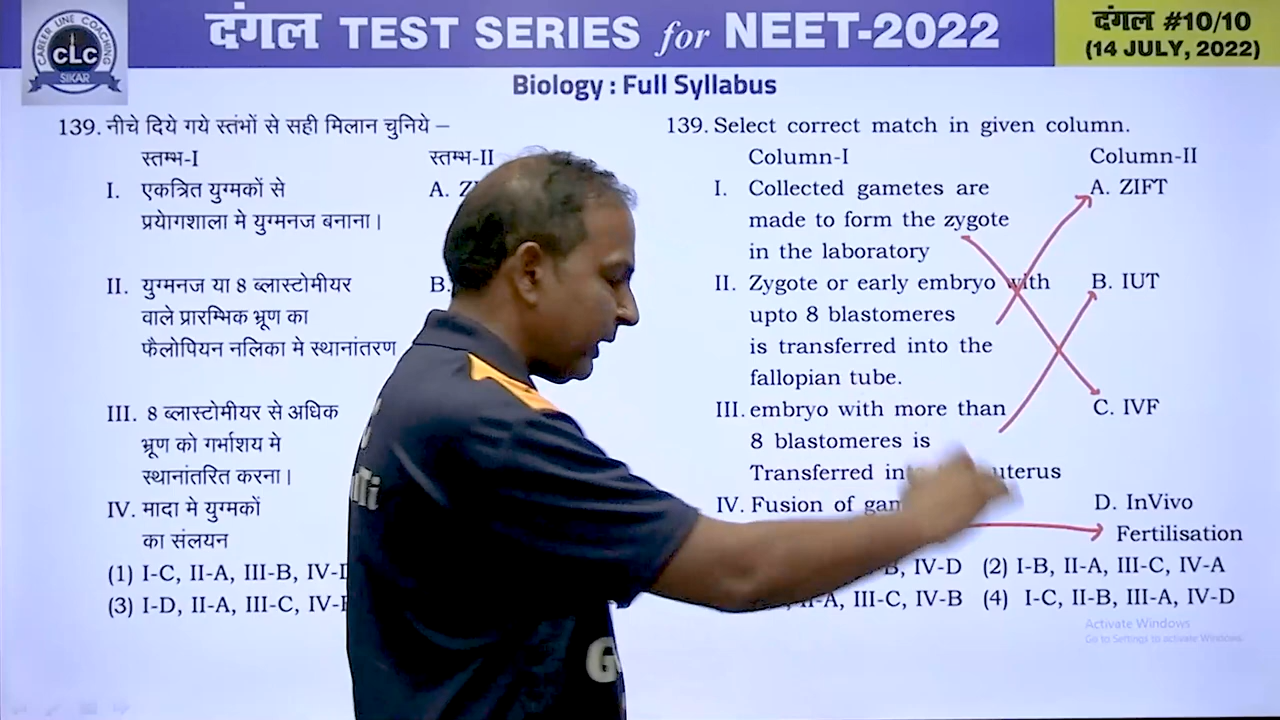 CAREER LINE COACHING
CLC
SIKAR
दंगल TEST SERIES for NEET-2022
दंगल #10/10
(14 JULY, 2022)
Biology : Full Syllabus
139. नीचे दिये गये स्तंभों से सही मिलान चुनिये –
स्तम्भ-I स्तम्भ-II
I. एकत्रित युग्मकों से A.
प्रयेागशाला मे युग्मनज बनाना।
II. युग्मनज या 8 ब्लास्टोमीयर B.
वाले प्रारम्भिक भ्रूण का
फैलोपियन नलिका मे स्थानांतरण
III. 8 ब्लास्टोमीयर से अधिक
भ्रूण को गर्भाशय मे
स्थानांतरित करना।
IV. मादा मे युग्मकों
का संलयन
(1) I-C, II-A, III-B,
(3) I-D, II-A, III-C,
139. Select correct match in given column.
Column-I Column-II
I. Collected gametes are A. ZIFT
made to form the zygote
in the laboratory
II. Zygote or early embryo with B. IUT
upto 8 blastomeres
is transferred into the
fallopian tube.
III. embryo with more than C. IVF
8 blastomeres is
Transferred uterus
IV. Fusion of D. InVivo
Fertilisation
IV-D (2) I-B, II-A, III-C, IV-A
III-C, IV-B (4) I-C, II-B, III-A, IV-D
Activate Windows
Go to Settings to activate Windows.